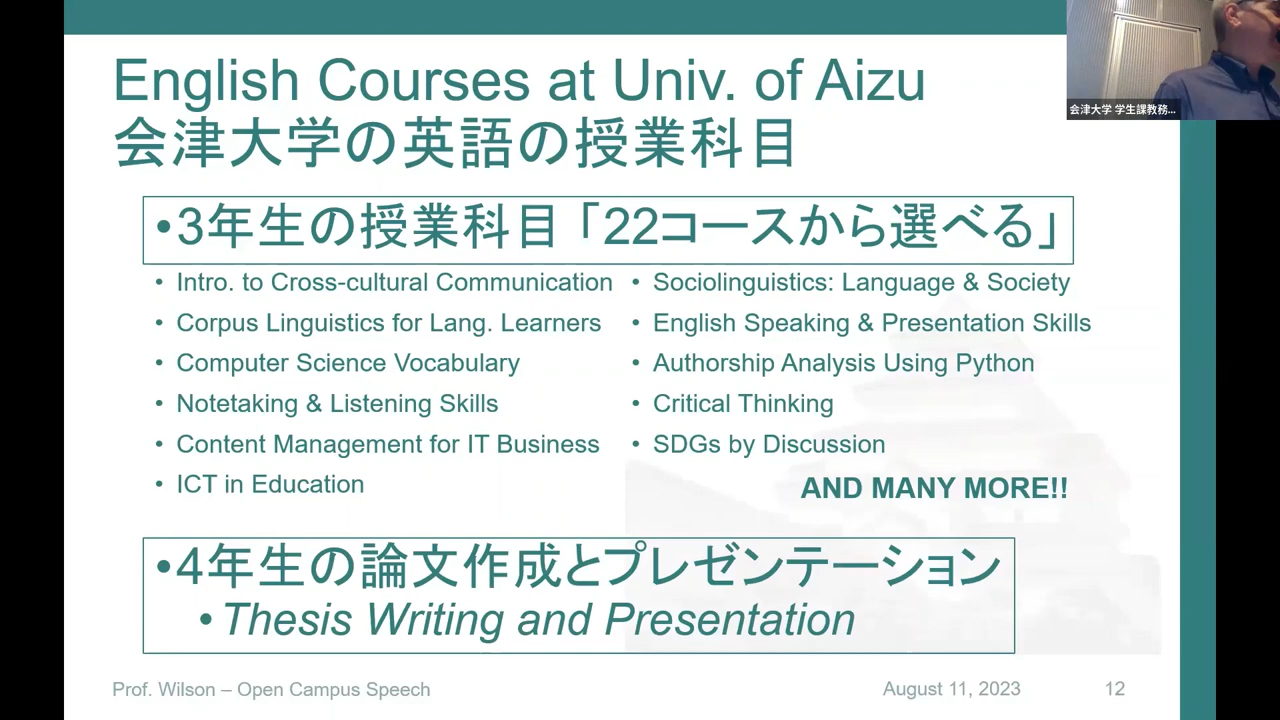 English Courses at Univ. of Aizu
会津大学の英語の授業科目
会津大学 学生課教務...
•3年生の授業科目「22コースから選べる」
• Intro. to Cross-cultural Communication
• Corpus Linguistics for Lang. Learners
• Computer Science Vocabulary
• Notetaking & Listening Skills
• Content Management for IT Business
• ICT in Education
• Sociolinguistics: Language & Society
• English Speaking & Presentation Skills
• Authorship Analysis Using Python
• Critical Thinking
• SDGs by Discussion
AND MANY MORE!!
•4年生の論文作成とプレゼンテーション
• Thesis Writing and Presentation
Prof. Wilson – Open Campus Speech
August 11, 2023
12